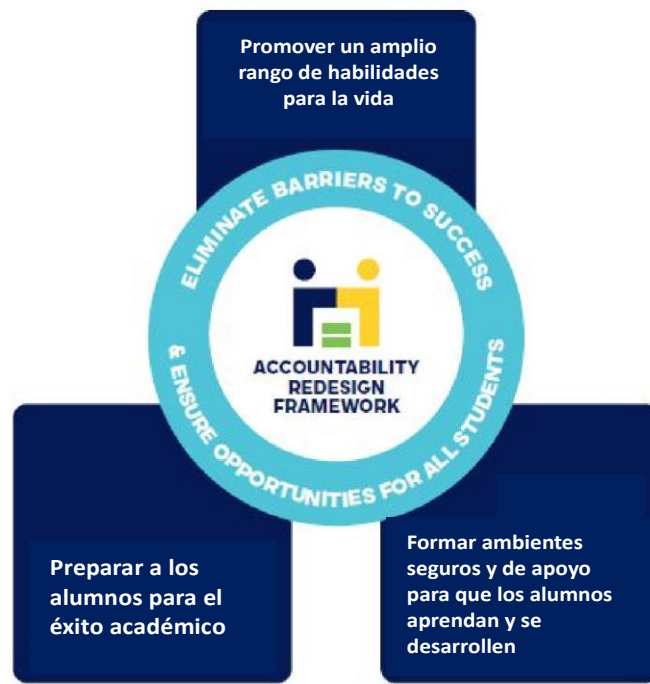 Promover un amplio
rango de habilidades
para la vida
ELIMINATE BARRIERS TO SUCCESS
& ENSURE OPPORTUNITIES FOR ALL STUDENTS
ACCOUNTABILITY
REDESIGN
FRAMEWORK
Preparar a los
alumnos para el
éxito académico
Formar ambientes
seguros y de apoyo
para que los alumnos
aprendan y se
desarrollen